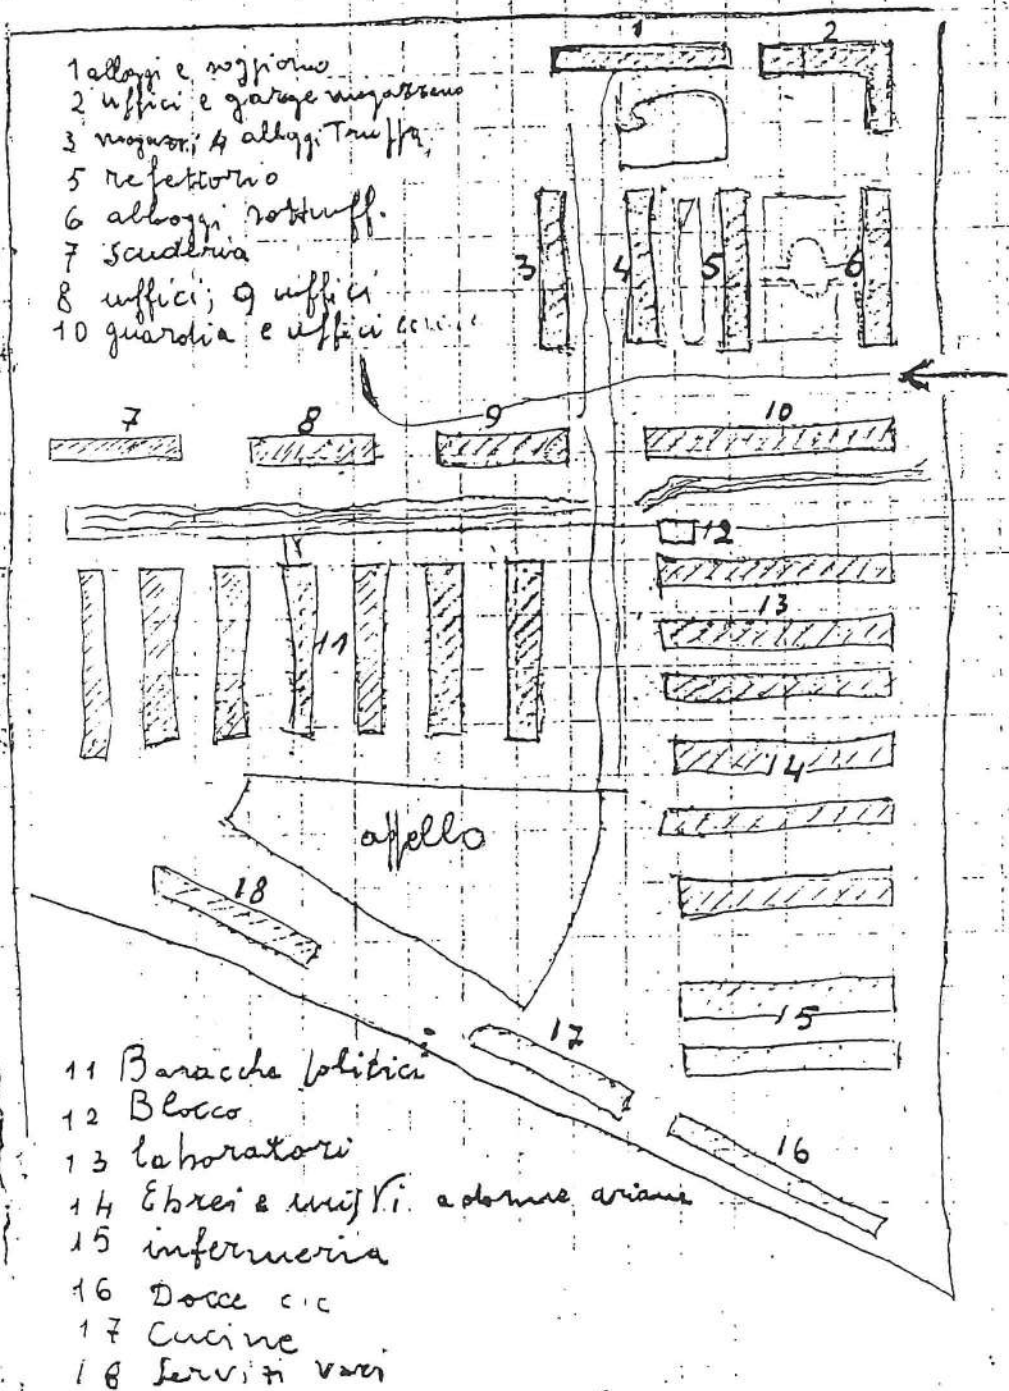 1 alloggi e soggiorno
2 uffici e garage magazzeno
3 magazzi; 4 alloggi Truffa,
5 refettorio
6 alloggi sottuff.
7 scuderia
8 uffici; 9 uffici
10 guardia e uffici
1
2
3
4
5
6
7
8
9
10
12
13
11
14
appello
18
15
17
16
11 Baracche politici
12 Blocco
13 laboratori
14 Ebrei e misti. e donne ariane
15 infermeria
16 Docce c.c
17 Cucine
18 Servizi vari